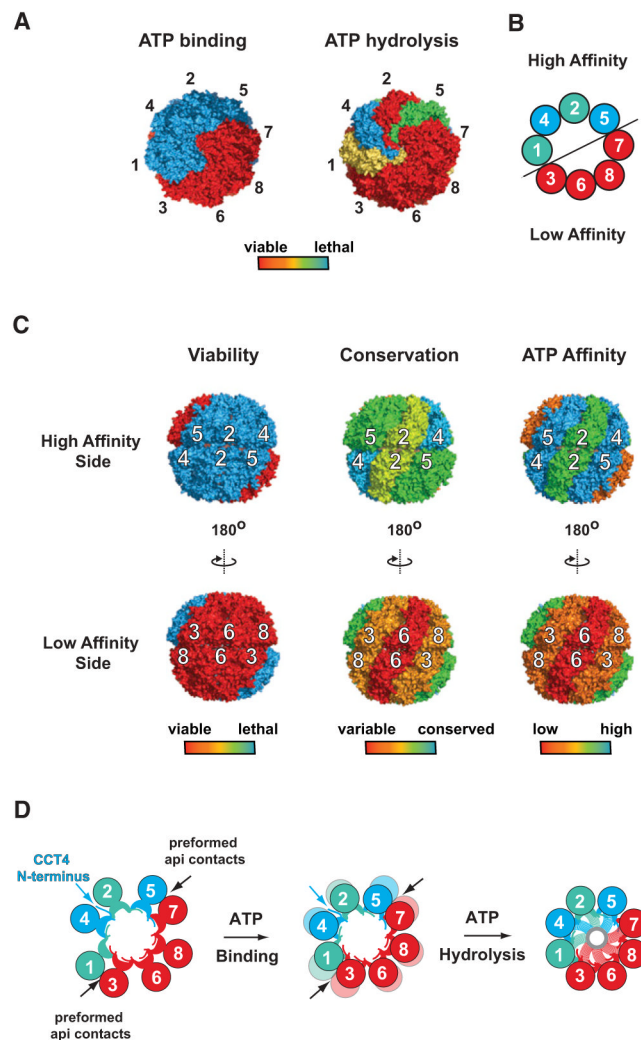 A
ATP binding
ATP hydrolysis
2
4
5
7
1
8
3
6
2
4
5
7
1
8
3
6
viable lethal
B
High Affinity
2
4 5
1 7
3 6 8
Low Affinity
C
Viability Conservation ATP Affinity
High Affinity
Side
5 2 4
4 2 5
5 2 4
4 2 5
5 2 4
4 2 5
180º 180º 180º
Low Affinity
Side
3 6 8
8 6 3
3 6 8
8 6 3
3 6 8
8 6 3
viable lethal
variable conserved
low high
D
CCT4
N-terminus
preformed
api contacts
2 5
4 7
1 8
3 6
preformed
api contacts
ATP
Binding
2 5
4 7
1 8
3 6
ATP
Hydrolysis
2 5
4 7
1 8
3 6